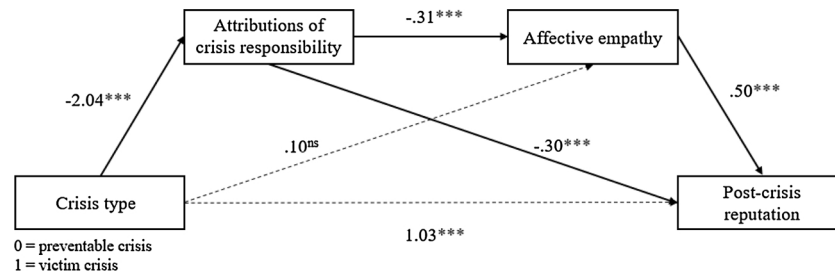 Attributions of
crisis responsibility
-.31***
Affective empathy
-2.04***
.50***
.10ns
-.30***
Crisis type
Post-crisis
reputation
1.03***
0 = preventable crisis
1 = victim crisis